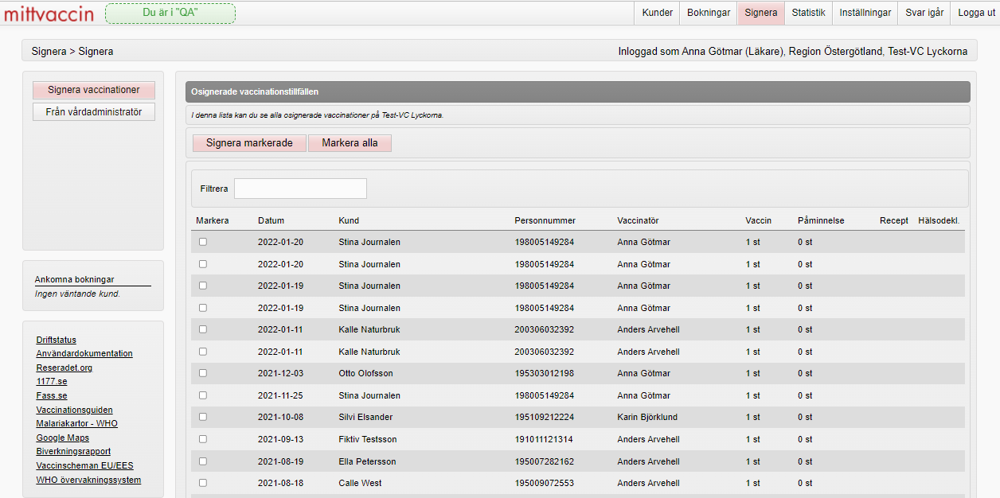 mittvaccin Du är i "QA" Kunder Bokningar Signera Statistik Inställningar Svar igår Logga ut
Signera > Signera Inloggad som Anna Götmar (Läkare), Region Östergötland, Test-VC Lyckorna
Signera vaccinationer
Från vårdadministratör
Ankomna bokningar
Ingen väntande kund.
Driftstatus
Användardokumentation
Reseradet.org
1177.se
Fass.se
Vaccinationsguiden
Malariakartor - WHO
Google Maps
Biverkningsrapport
Vaccinscheman EU/EES
WHO övervakningssystem
Osignerade vaccinationstillfällen
I denna lista kan du se alla osignerade vaccinationer på Test-VC Lyckorna.
Signera markerade Markera alla
Filtrera
Markera Datum Kund Personnummer Vaccinatör Vaccin Påminnelse Recept Hälsodekl.
2022-01-20 Stina Journalen 198005149284 Anna Götmar 1 st 0 st
2022-01-20 Stina Journalen 198005149284 Anna Götmar 1 st 0 st
2022-01-19 Stina Journalen 198005149284 Anna Götmar 1 st 0 st
2022-01-19 Stina Journalen 198005149284 Anna Götmar 1 st 0 st
2022-01-11 Kalle Naturbruk 200306032392 Anders Arvehell 1 st 0 st
2022-01-11 Kalle Naturbruk 200306032392 Anders Arvehell 1 st 0 st
2021-12-03 Otto Olofsson 195303012198 Anna Götmar 1 st 0 st
2021-11-25 Stina Journalen 198005149284 Anna Götmar 1 st 0 st
2021-10-08 Silvi Elsander 195109212224 Karin Björklund 1 st 0 st
2021-09-13 Fiktiv Testsson 191011121314 Anders Arvehell 1 st 0 st
2021-08-19 Ella Petersson 195007282162 Anders Arvehell 1 st 0 st
2021-08-18 Calle West 195009072553 Anders Arvehell 1 st 0 st